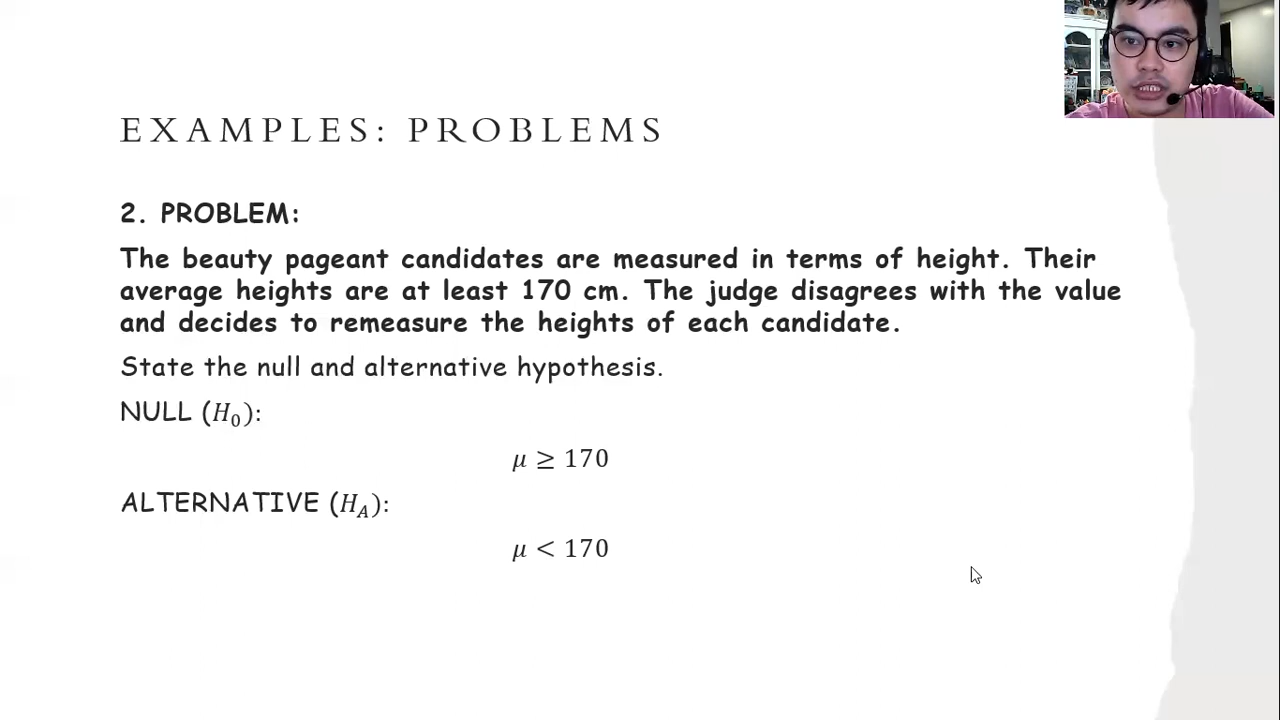 EXAMPLES: PROBLEMS
2. PROBLEM:
The beauty pageant candidates are measured in terms of height. Their
average heights are at least 170 cm. The judge disagrees with the value
and decides to remeasure the heights of each candidate.
State the null and alternative hypothesis.
NULL (𝐻₀):
𝜇 ≥ 170
ALTERNATIVE (𝐻_𝐴):
𝜇 < 170